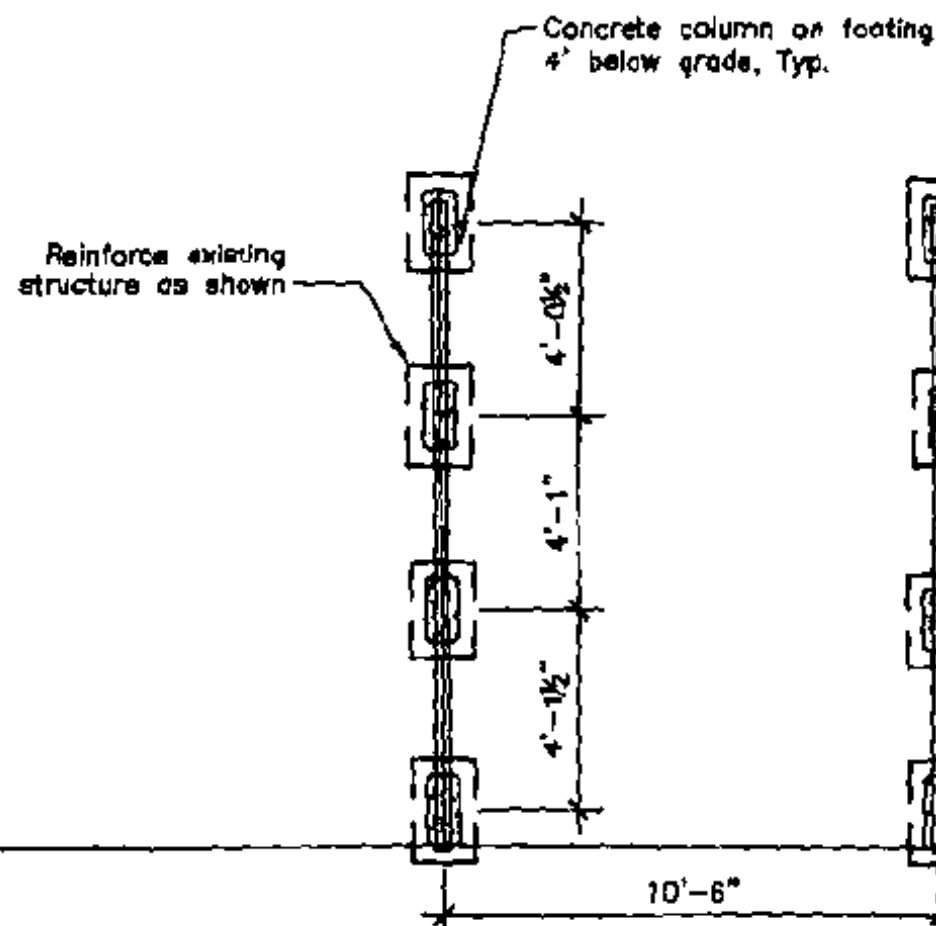 Concrete column on footing
4' below grade, Typ.
Reinforce existing
structure as shown
4'-0½"
4'-1"
4'-1½"
10'-6"